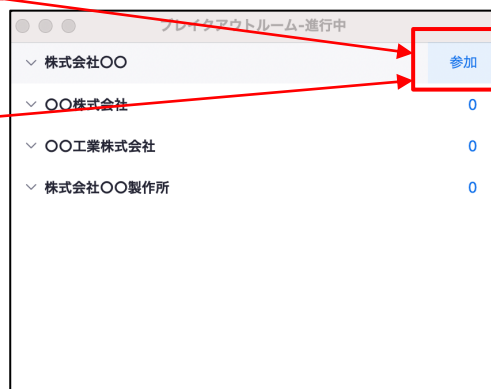 ブレイクアウトルーム-進行中
株式会社〇〇 参加
〇〇株式会社 0
〇〇工業株式会社 0
株式会社〇〇製作所 0